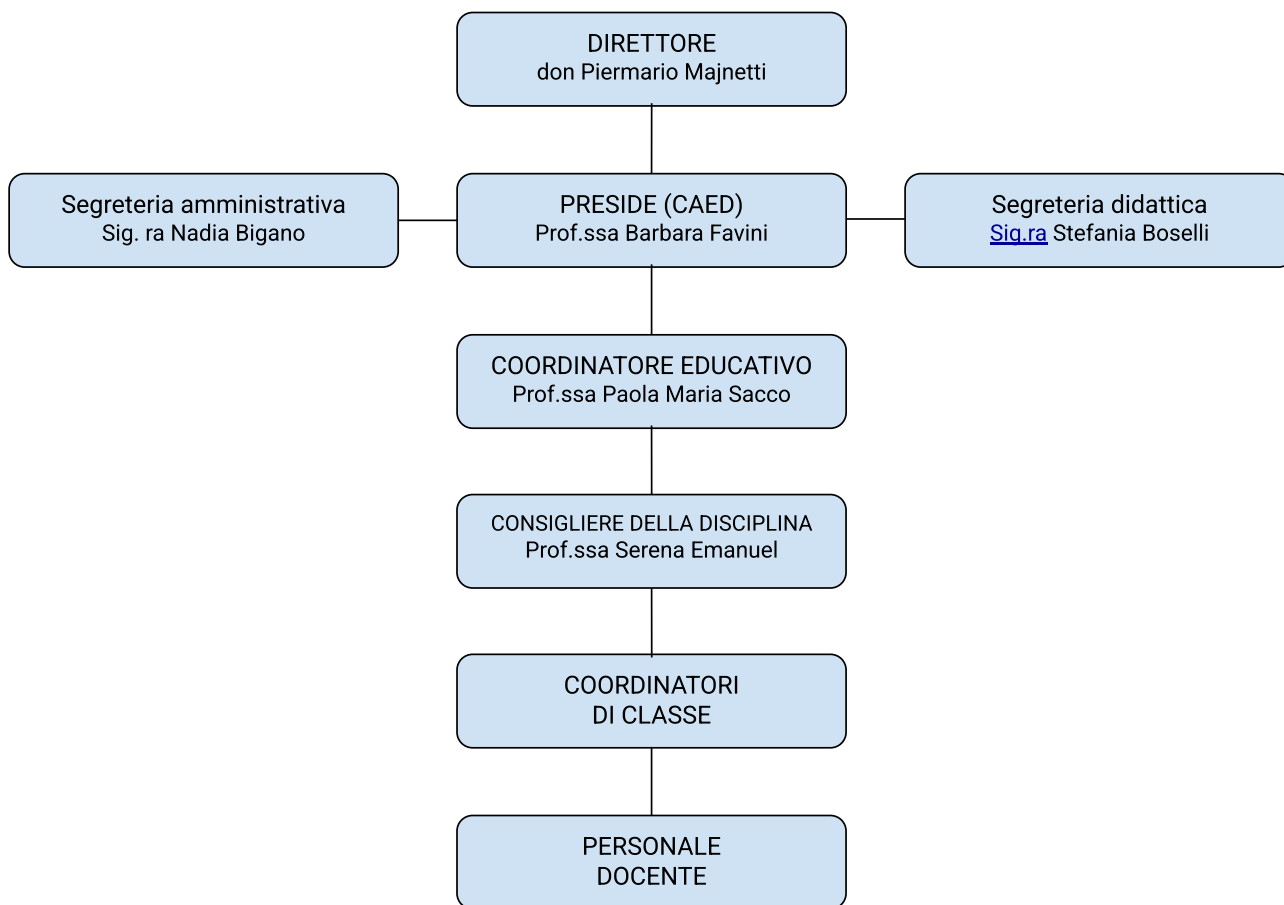 DIRETTORE
don Piermario Majnetti
Segreteria amministrativa
Sig. ra Nadia Bigano
PRESIDE (CAED)
Prof.ssa Barbara Favini
Segreteria didattica
Sig.ra Stefania Boselli
COORDINATORE EDUCATIVO
Prof.ssa Paola Maria Sacco
CONSIGLIERE DELLA DISCIPLINA
Prof.ssa Serena Emanuel
COORDINATORI
DI CLASSE
PERSONALE
DOCENTE